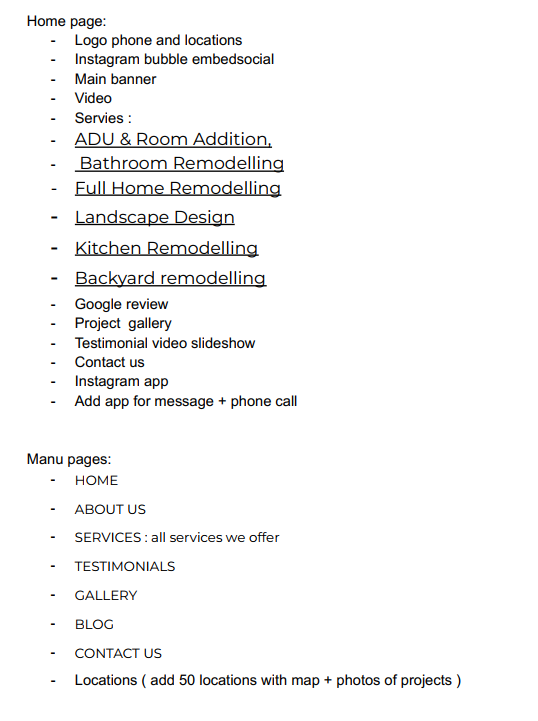 Home page:
- Logo phone and locations
- Instagram bubble embedsocial
- Main banner
- Video
- Servies :
- ADU & Room Addition,
- Bathroom Remodelling
- Full Home Remodelling
- Landscape Design
- Kitchen Remodelling
- Backyard remodelling
- Google review
- Project  gallery
- Testimonial video slideshow
- Contact us
- Instagram app
- Add app for message + phone call
Manu pages:
- HOME
- ABOUT US
- SERVICES : all services we offer
- TESTIMONIALS
- GALLERY
- BLOG
- CONTACT US
- Locations ( add 50 locations with map + photos of projects )